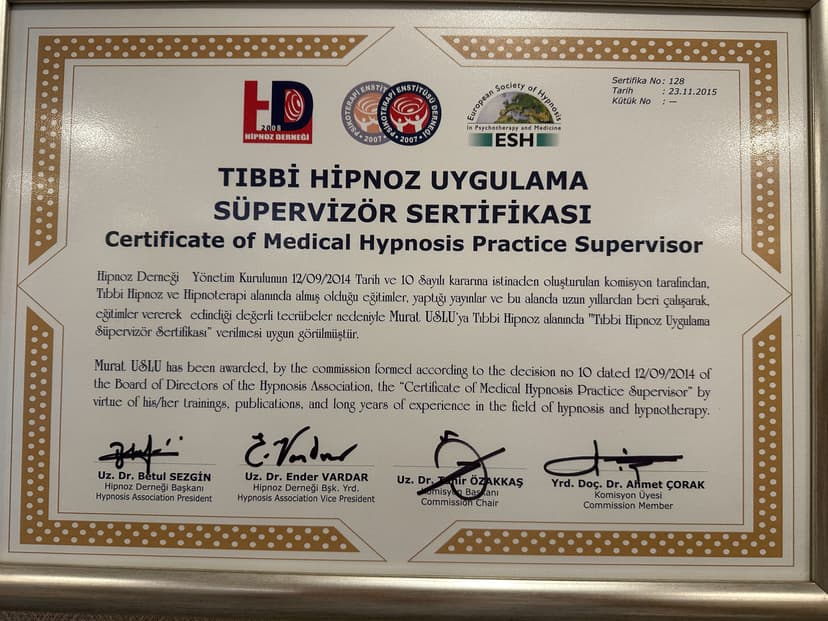 Sertifika No : 128
Tarih : 23.11.2015
Kütük No : —
HD
2008
HİPNOZ DERNEĞİ
PSİKOTERAPİ ENSTİTÜSÜ DERNEĞİ
2007
European Society of Hypnosis
In Psychotherapy and Medicine
ESH
TIBBİ HİPNOZ UYGULAMA
SÜPERVİZÖR SERTİFİKASI
Certificate of Medical Hypnosis Practice Supervisor
Hipnoz Derneği Yönetim Kurulunun 12/09/2014 Tarih ve 10 Sayılı kararına istinaden oluşturulan komisyon tarafından,
Tıbbi Hipnoz ve Hipnoterapi alanında almış olduğu eğitimler, yaptığı yayınlar ve bu alanda uzun yıllardan beri çalışarak,
eğitimler vererek edindiği değerli tecrübeler nedeniyle Murat USLU'ya Tıbbi Hipnoz alanında "Tıbbi Hipnoz Uygulama
Süpervizör Sertifikası" verilmesi uygun görülmüştür.
Murat USLU has been awarded, by the commission formed according to the decision no 10 dated 12/09/2014 of
the Board of Directors of the Hypnosis Association, the "Certificate of Medical Hypnosis Practice Supervisor" by
virtue of his/her trainings, publications, and long years of experience in the field of hypnosis and hypnotherapy.
Uz. Dr. Betul SEZGİN
Hipnoz Derneği Başkanı
Hypnosis Association President
E. Vardar
Uz. Dr. Ender VARDAR
Hipnoz Derneği Bşk. Yrd.
Hypnosis Association Vice President
Uz. Dr. Tahir ÖZAKKAŞ
Komisyon Başkanı
Commission Chair
Yrd. Doç. Dr. Ahmet ÇORAK
Komisyon Üyesi
Commission Member